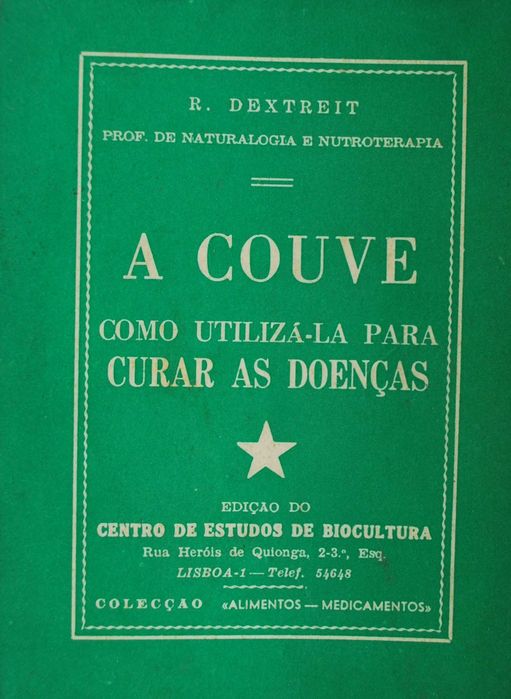 R. DEXTREIT
PROF. DE NATURALOGIA E NUTROTERAPIA
A COUVE
COMO UTILIZÁ-LA PARA
CURAR AS DOENÇAS
EDIÇÃO DO
CENTRO DE ESTUDOS DE BIOCULTURA
Rua Heróis de Quionga, 2-3.º, Esq.
LISBOA-1 — Telef. 54648
COLECÇÃO «ALIMENTOS — MEDICAMENTOS»